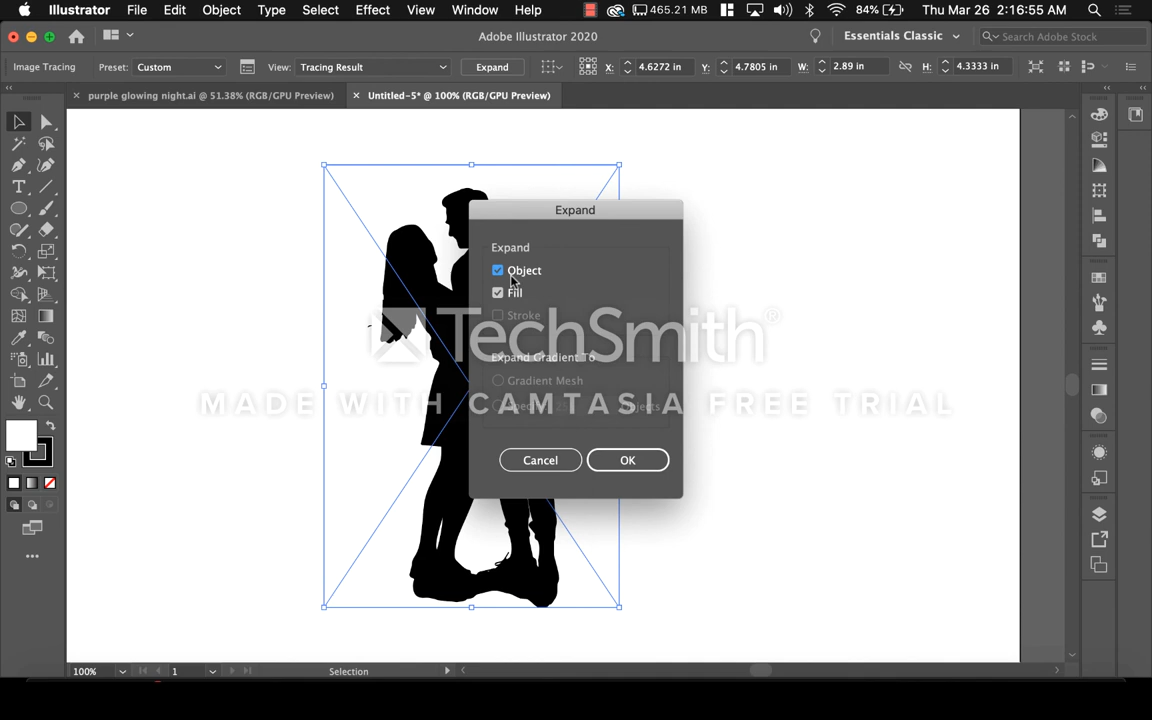 Illustrator File Edit Object Type Select Effect View Window Help 465.21 MB 84% Thu Mar 26 2:16:55 AM
Adobe Illustrator 2020 Essentials Classic Search Adobe Stock
Image Tracing Preset: Custom View: Tracing Result Expand X: 4.6272 in Y: 4.7805 in W: 2.89 in H: 4.3333 in
× purple glowing night.ai @ 51.38% (RGB/GPU Preview) × Untitled-5* @ 100% (RGB/GPU Preview)
Expand
Expand
Object
Fill
Stroke
TechSmith®
Expand Gradient To
Gradient Mesh
MADE WITH CAMTASIA FREE TRIAL
Cancel OK
100% 1 Selection